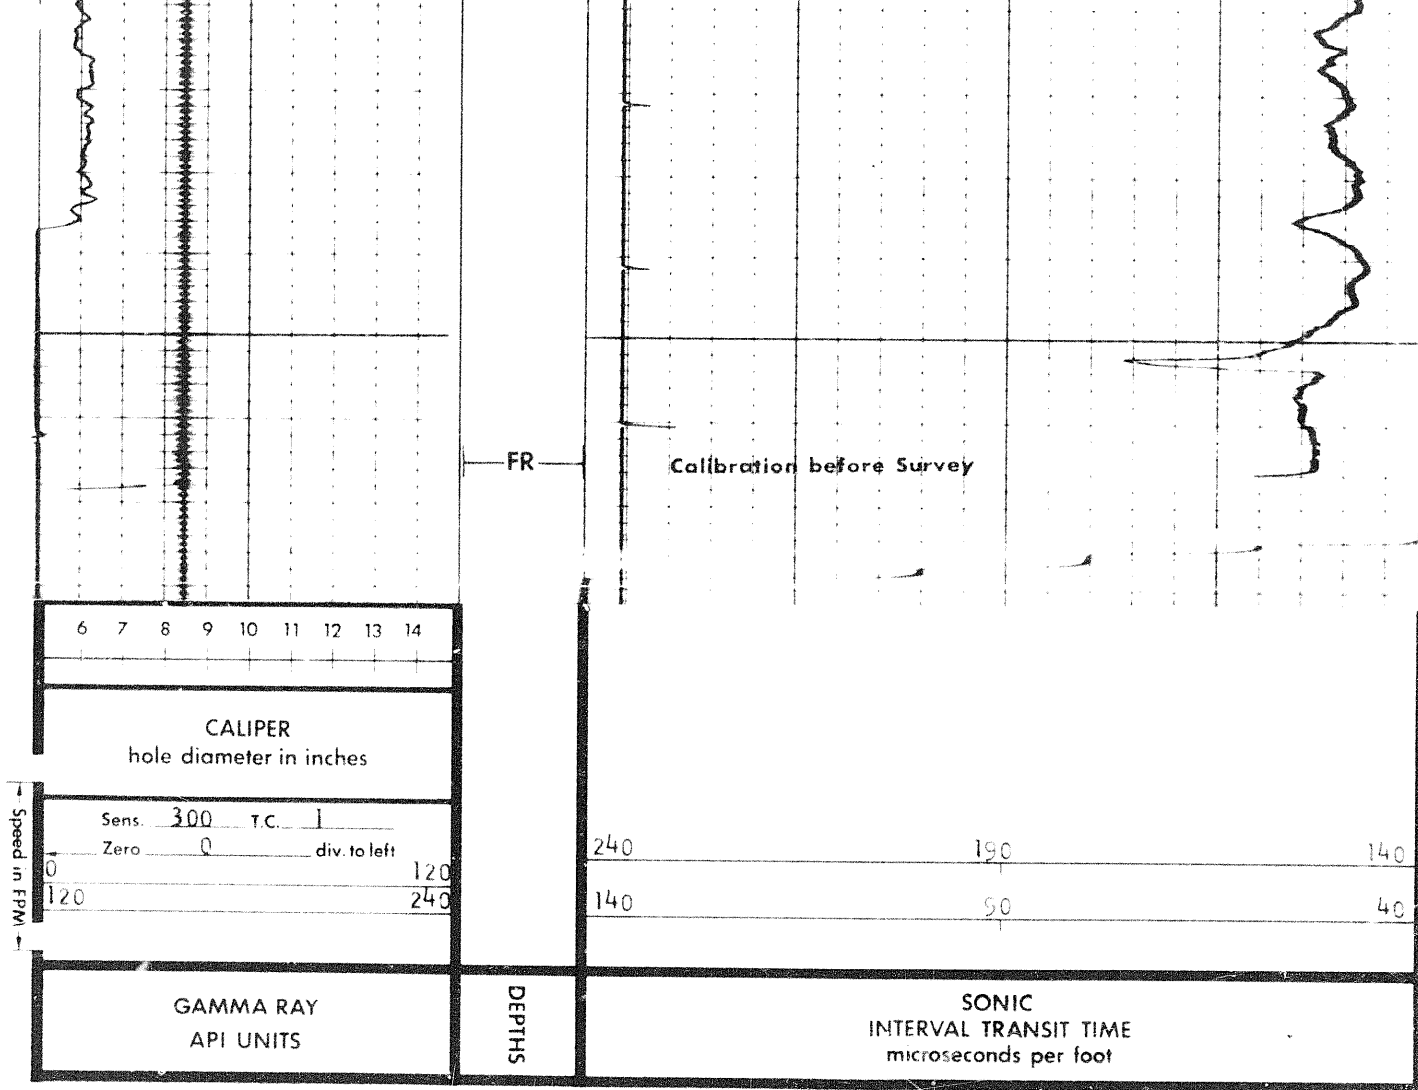 FR
Calibration before Survey
6 7 8 9 10 11 12 13 14
CALIPER
hole diameter in inches
Speed in FPM
Sens. 300 T.C. 1
Zero 0 div. to left
0 120
120 240
240 190 140
140 90 40
GAMMA RAY
API UNITS
DEPTHS
SONIC
INTERVAL TRANSIT TIME
microseconds per foot